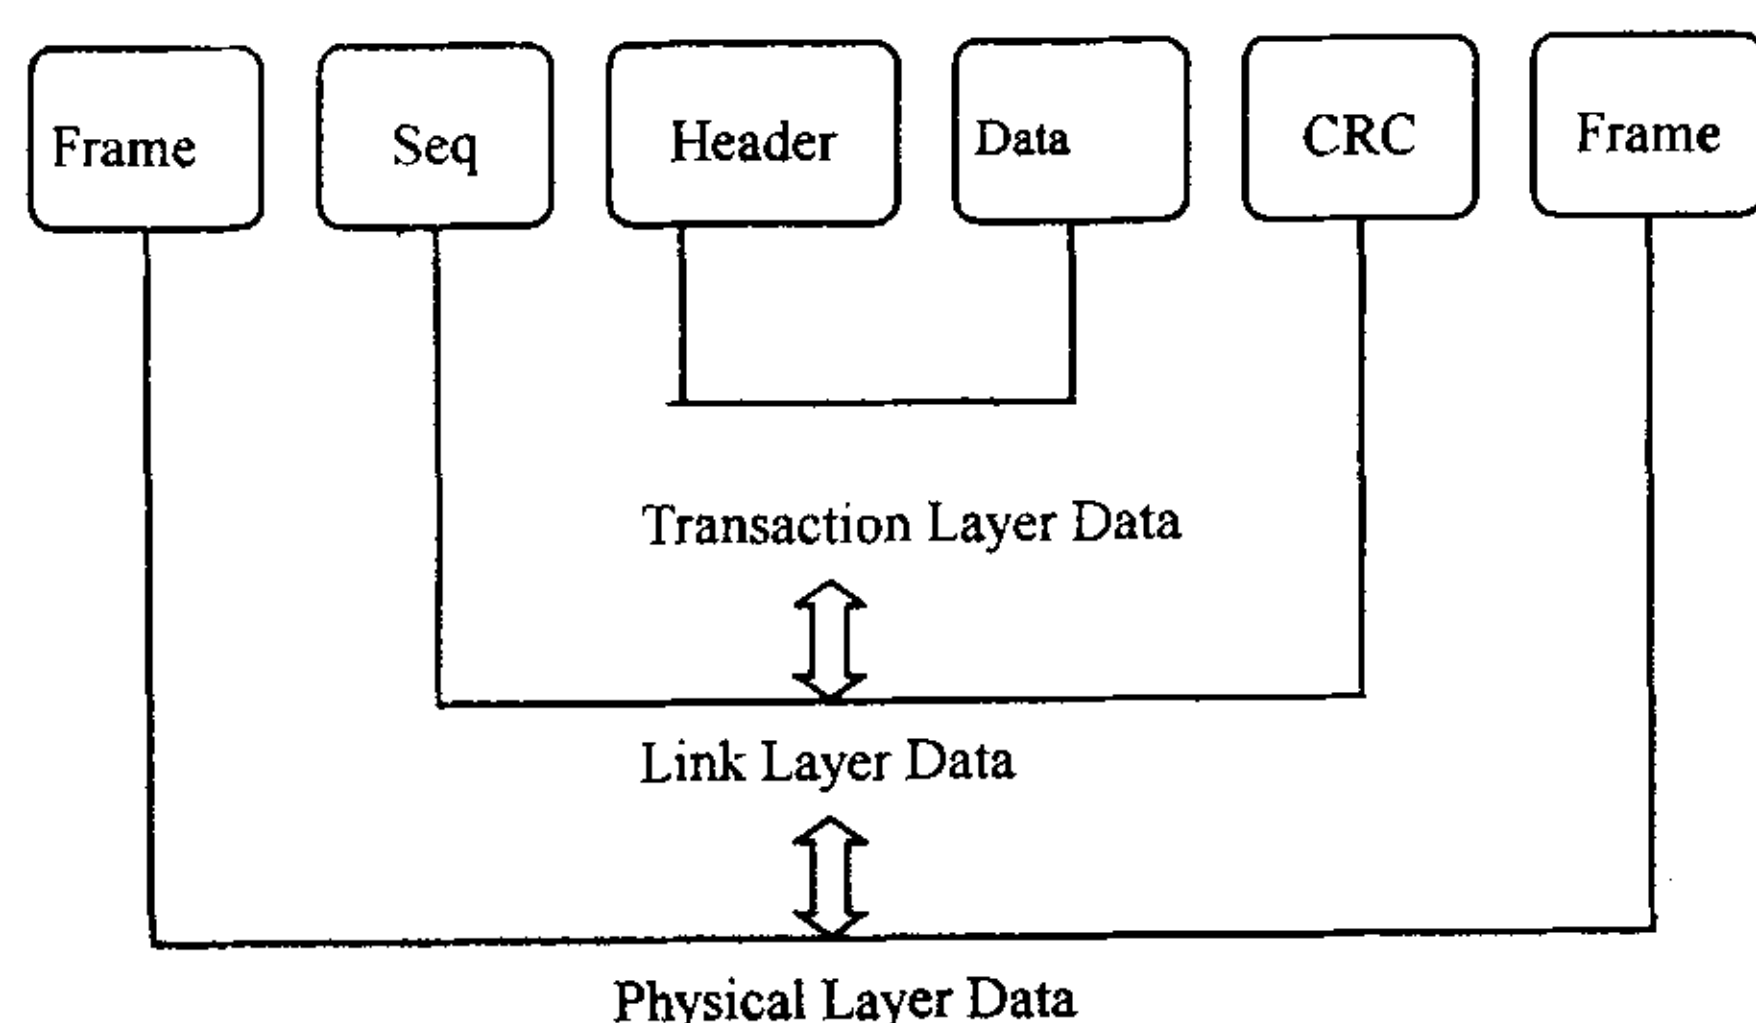 Frame Seq Header Data CRC Frame
Transaction Layer Data
Link Layer Data
Physical Layer Data